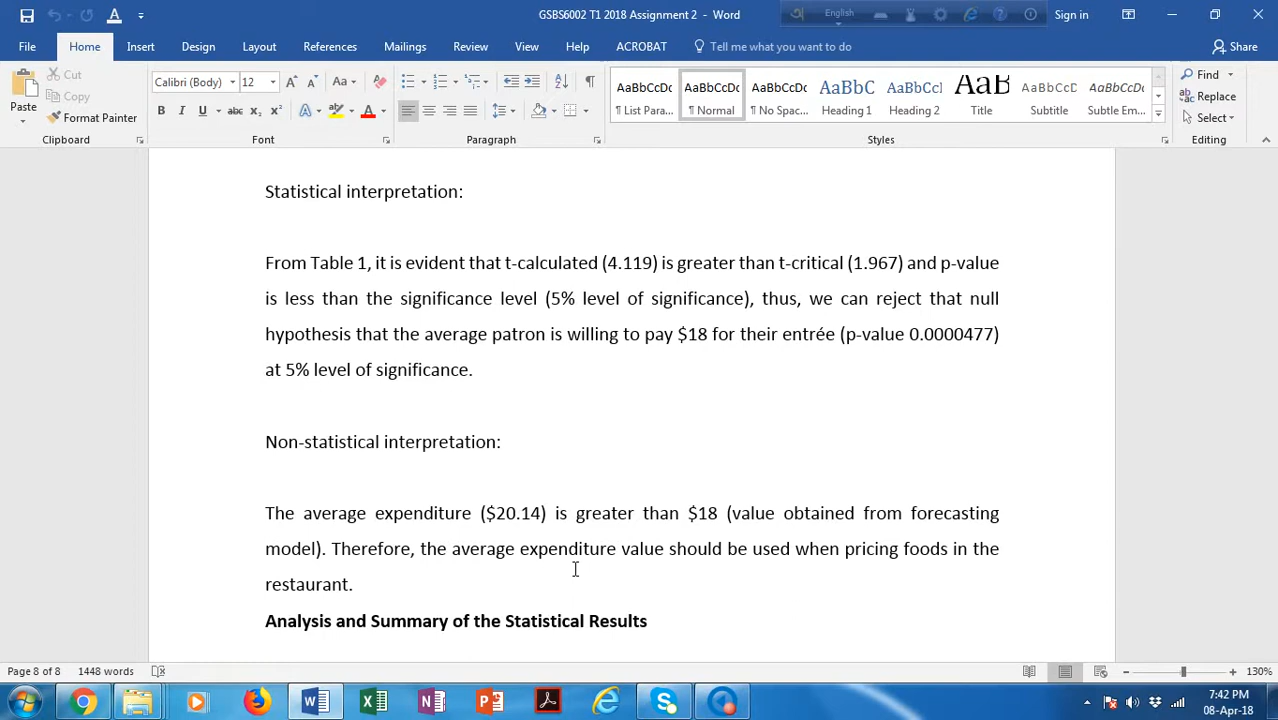 GSBS6002 T1 2018 Assignment 2 - Word
English
Sign in
File Home Insert Design Layout References Mailings Review View Help ACROBAT Tell me what you want to do Share
Paste
Cut
Copy
Format Painter
Calibri (Body) 12
AaBbCcDc AaBbCcDc AaBbCcDc AaBbC AaBbCcI AaB AaBbCcD AaBbCcDc
¶ List Para... ¶ Normal ¶ No Spac... Heading 1 Heading 2 Title Subtitle Subtle Em...
Find
Replace
Select
Clipboard Font Paragraph Styles Editing
Statistical interpretation:
From Table 1, it is evident that t-calculated (4.119) is greater than t-critical (1.967) and p-value
is less than the significance level (5% level of significance), thus, we can reject that null
hypothesis that the average patron is willing to pay $18 for their entrée (p-value 0.0000477)
at 5% level of significance.
Non-statistical interpretation:
The average expenditure ($20.14) is greater than $18 (value obtained from forecasting
model). Therefore, the average expenditure value should be used when pricing foods in the
restaurant.
Analysis and Summary of the Statistical Results
Page 8 of 8 1448 words 130%
7:42 PM
08-Apr-18